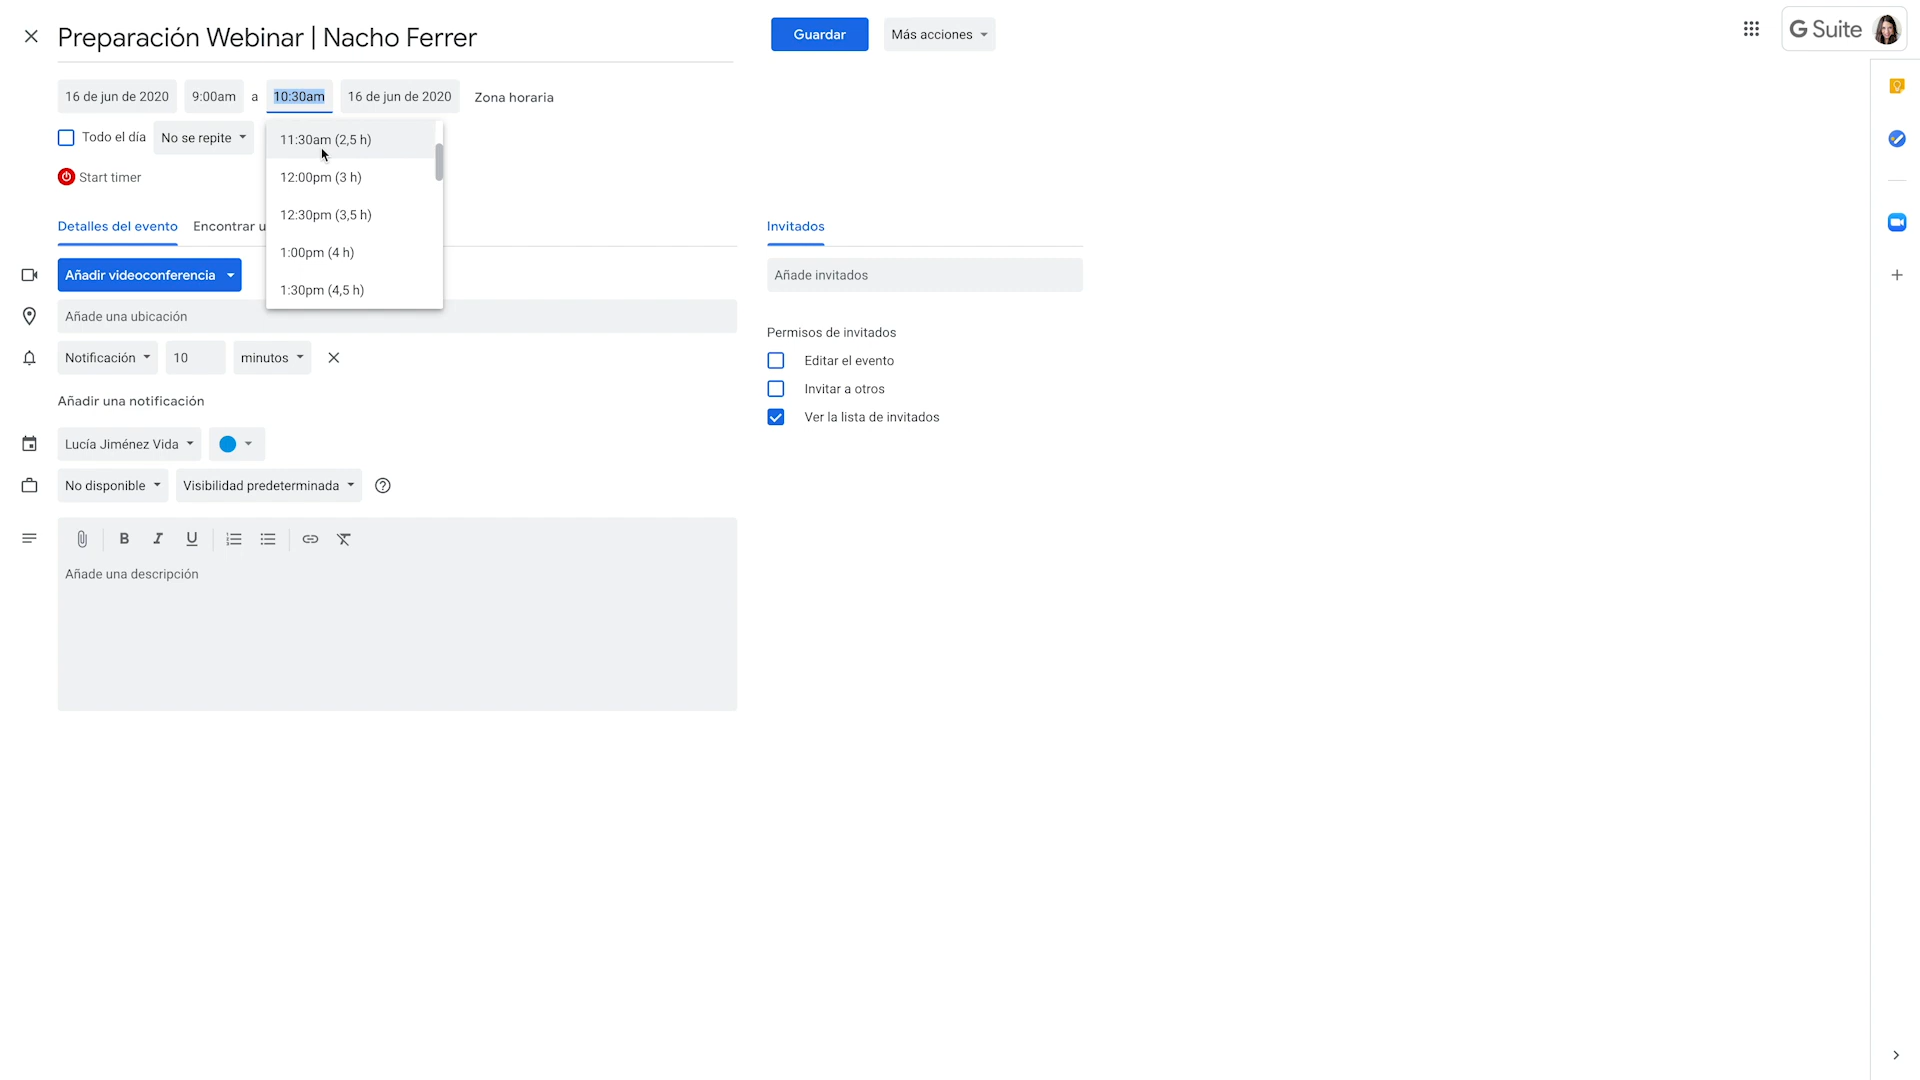 Preparación Webinar | Nacho Ferrer
Guardar
Más acciones
G Suite
16 de jun de 2020
9:00am
a
10:30am
16 de jun de 2020
Zona horaria
Todo el día
No se repite
11:30am (2,5 h)
12:00pm (3 h)
12:30pm (3,5 h)
1:00pm (4 h)
1:30pm (4,5 h)
Start timer
Detalles del evento
Encontrar u
Invitados
Añadir videoconferencia
Añade invitados
Añade una ubicación
Permisos de invitados
Notificación
10
minutos
Editar el evento
Invitar a otros
Añadir una notificación
Ver la lista de invitados
Lucía Jiménez Vida
No disponible
Visibilidad predeterminada
B I U
Añade una descripción